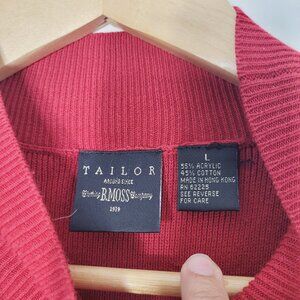 TAILOR
B.MOSS
Clothing Company
1939
L
55% ACRYLIC
45% COTTON
MADE IN HONG KONG
RN 62225
SEE REVERSE
FOR CARE